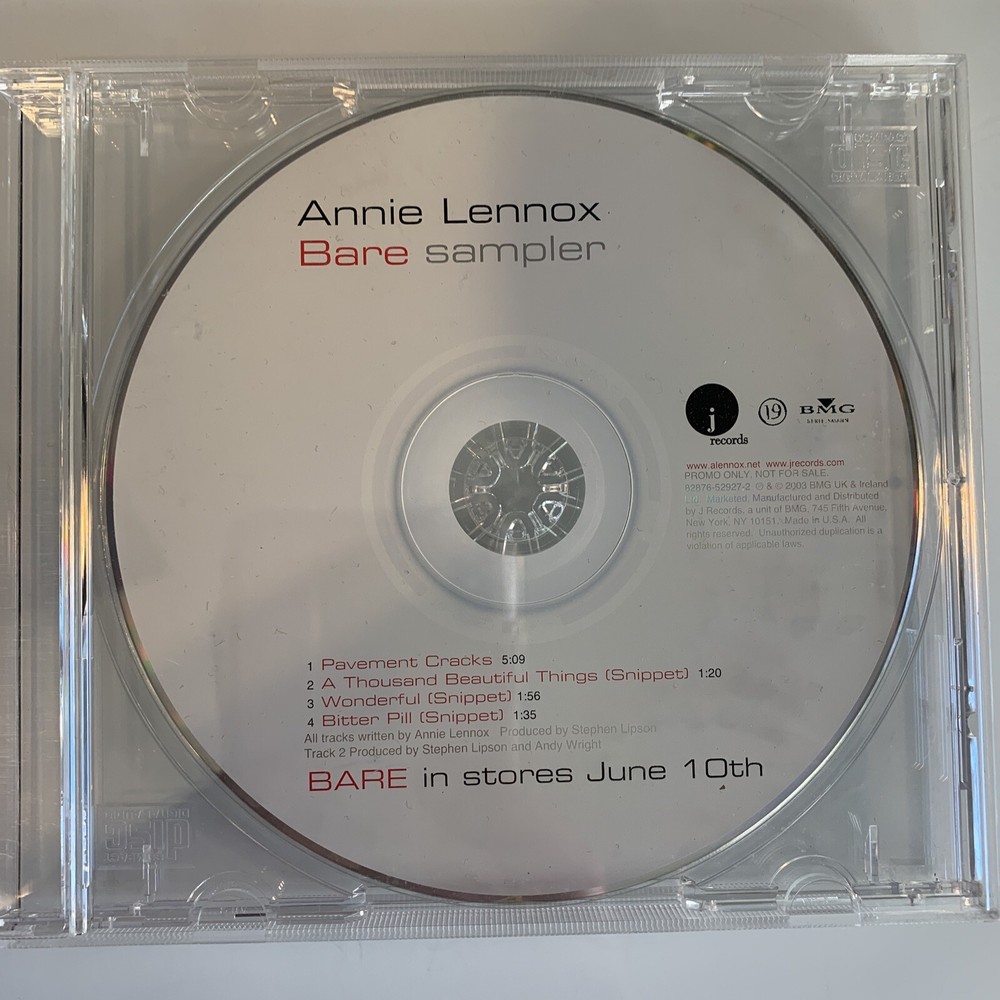 Annie Lennox
Bare sampler
j
records
19
BMG
www.alennox.net www.jrecords.com
PROMO ONLY. NOT FOR SALE.
82876-52927-2 ℗ & © 2003 BMG UK & Ireland
Ltd. Marketed, Manufactured and Distributed
by J Records, a unit of BMG, 745 Fifth Avenue,
New York, NY 10151. Made in U.S.A. All
rights reserved. Unauthorized duplication is a
violation of applicable laws.
1 Pavement Cracks 5:09
2 A Thousand Beautiful Things (Snippet) 1:20
3 Wonderful (Snippet) 1:56
4 Bitter Pill (Snippet) 1:35
All tracks written by Annie Lennox Produced by Stephen Lipson
Track 2 Produced by Stephen Lipson and Andy Wright
BARE in stores June 10th